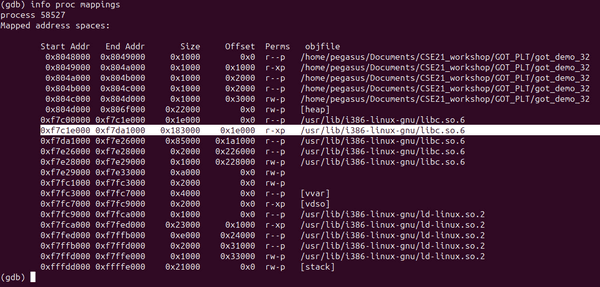 (gdb) info proc mappings
process 58527
Mapped address spaces:
Start Addr End Addr Size Offset Perms objfile
0x8048000 0x8049000 0x1000 0x0 r--p /home/pegasus/Documents/CSE21_workshop/GOT_PLT/got_demo_32
0x8049000 0x804a000 0x1000 0x1000 r-xp /home/pegasus/Documents/CSE21_workshop/GOT_PLT/got_demo_32
0x804a000 0x804b000 0x1000 0x2000 r--p /home/pegasus/Documents/CSE21_workshop/GOT_PLT/got_demo_32
0x804b000 0x804c000 0x1000 0x2000 r--p /home/pegasus/Documents/CSE21_workshop/GOT_PLT/got_demo_32
0x804c000 0x804d000 0x1000 0x3000 rw-p /home/pegasus/Documents/CSE21_workshop/GOT_PLT/got_demo_32
0x804d000 0x806f000 0x22000 0x0 rw-p [heap]
0xf7c00000 0xf7c1e000 0x1e000 0x0 r--p /usr/lib/i386-linux-gnu/libc.so.6
0xf7c1e000 0xf7da1000 0x183000 0x1e000 r-xp /usr/lib/i386-linux-gnu/libc.so.6
0xf7da1000 0xf7e26000 0x85000 0x1a1000 r--p /usr/lib/i386-linux-gnu/libc.so.6
0xf7e26000 0xf7e28000 0x2000 0x226000 r--p /usr/lib/i386-linux-gnu/libc.so.6
0xf7e28000 0xf7e29000 0x1000 0x228000 rw-p /usr/lib/i386-linux-gnu/libc.so.6
0xf7e29000 0xf7e33000 0xa000 0x0 rw-p
0xf7fc1000 0xf7fc3000 0x2000 0x0 rw-p
0xf7fc3000 0xf7fc7000 0x4000 0x0 r--p [vvar]
0xf7fc7000 0xf7fc9000 0x2000 0x0 r-xp [vdso]
0xf7fc9000 0xf7fca000 0x1000 0x0 r--p /usr/lib/i386-linux-gnu/ld-linux.so.2
0xf7fca000 0xf7fed000 0x23000 0x1000 r-xp /usr/lib/i386-linux-gnu/ld-linux.so.2
0xf7fed000 0xf7ffb000 0xe000 0x24000 r--p /usr/lib/i386-linux-gnu/ld-linux.so.2
0xf7ffb000 0xf7ffd000 0x2000 0x31000 r--p /usr/lib/i386-linux-gnu/ld-linux.so.2
0xf7ffd000 0xf7ffe000 0x1000 0x33000 rw-p /usr/lib/i386-linux-gnu/ld-linux.so.2
0xfffdd000 0xffffe000 0x21000 0x0 rw-p [stack]
(gdb)